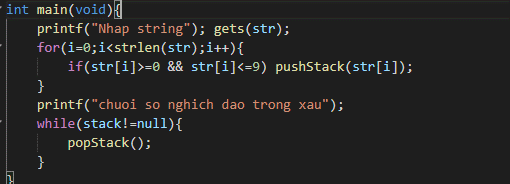 int main(void){
printf("Nhap string"); gets(str);
for(i=0;i<strlen(str);i++){
if(str[i]>=0 && str[i]<=9) pushStack(str[i]);
}
printf("chuoi so nghich dao trong xau");
while(stack!=null){
popStack();
}
}